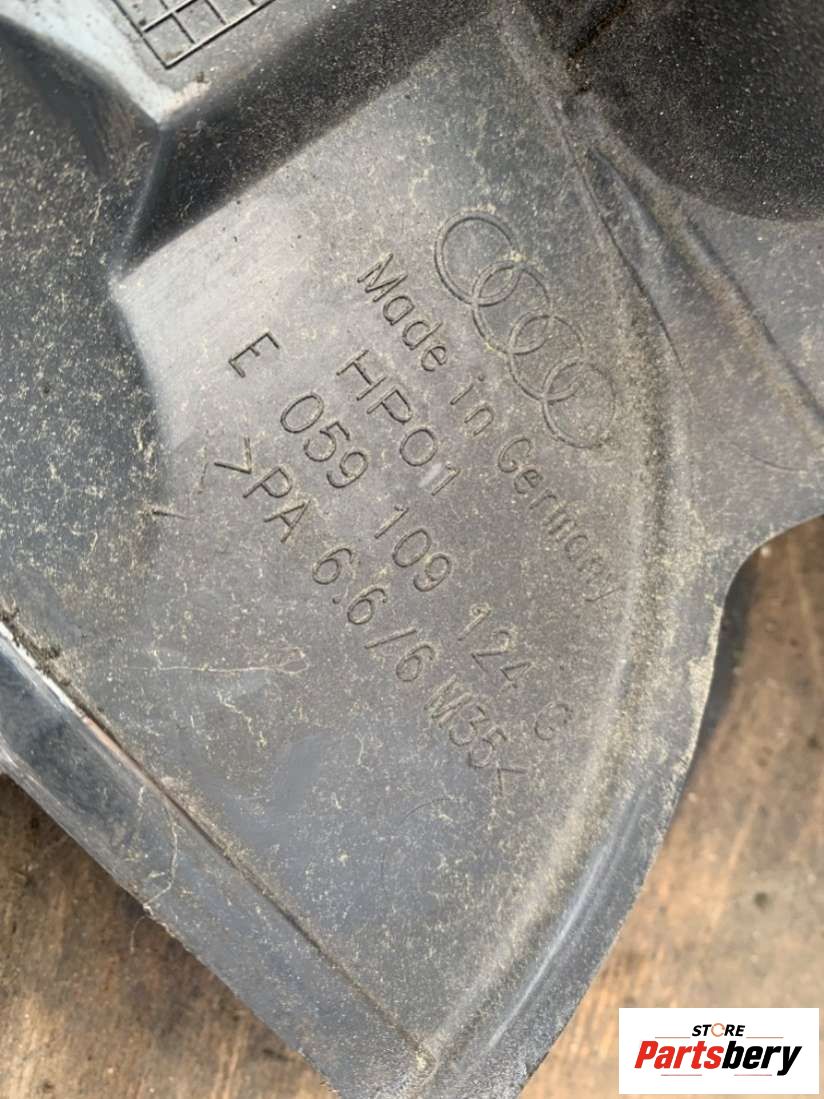 Made in Germany
HP01
E 059 109 124 C
>PA 6.6/6 M35<
STORE
Partsbery